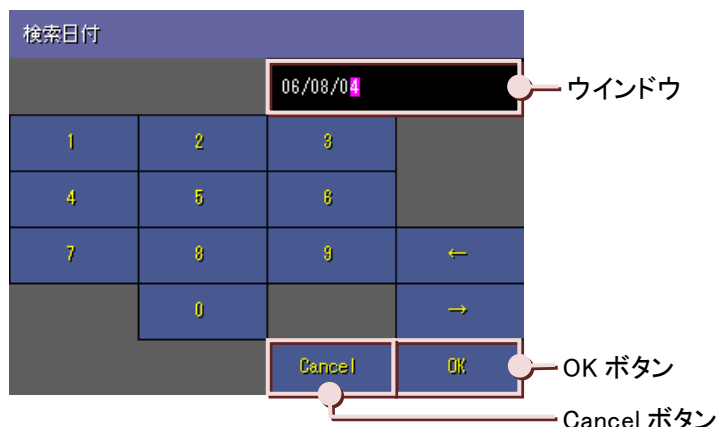 検索日付
06/08/04
ウインドウ
1 2 3
4 5 6
7 8 9 ←
0 →
Cancel OK
OK ボタン
Cancel ボタン